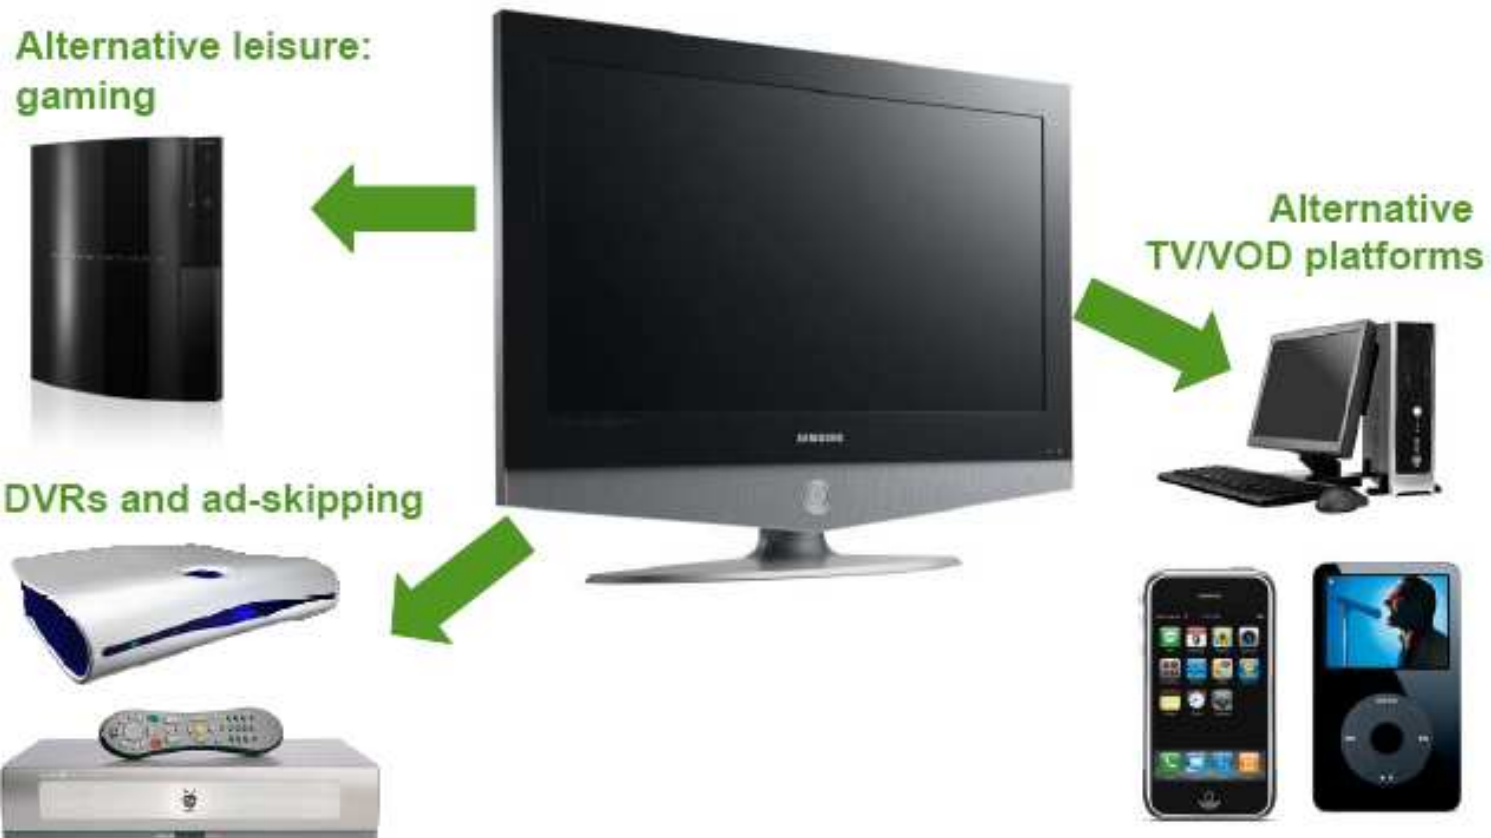 Alternative leisure:
gaming
Alternative
TV/VOD platforms
SAMSUNG
DVRs and ad-skipping